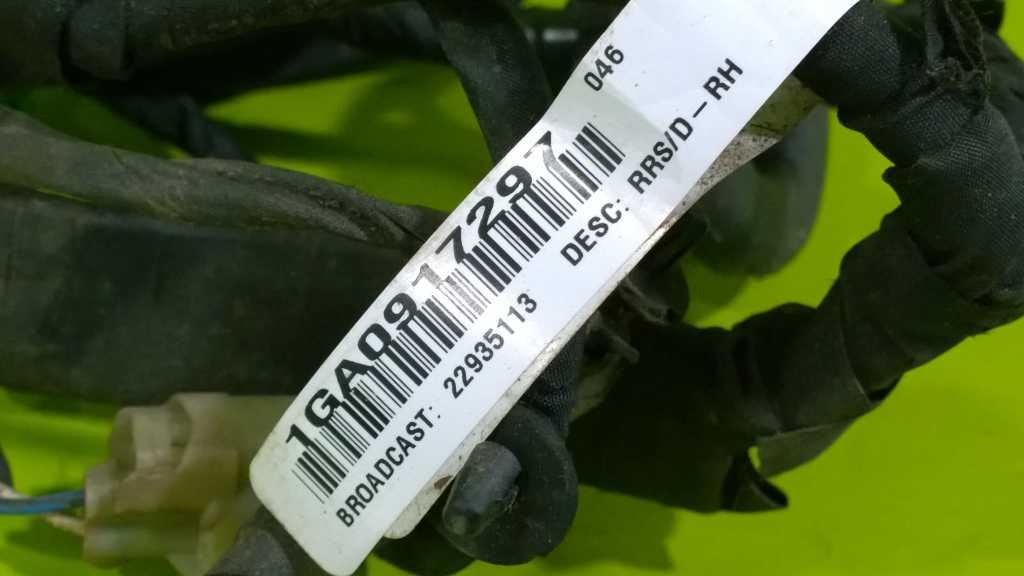 046
1GA0917297
BROADCAST: 22935113
DESC: RRS/D-RH